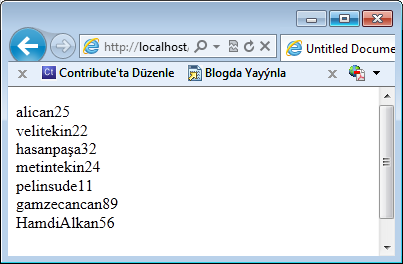 http://localhost/
Untitled Docume
Contribute'ta Düzenle
Blogda Yayýnla
alican25
velitekin22
hasanpaşa32
metintekin24
pelinsude11
gamzecancan89
HamdiAlkan56